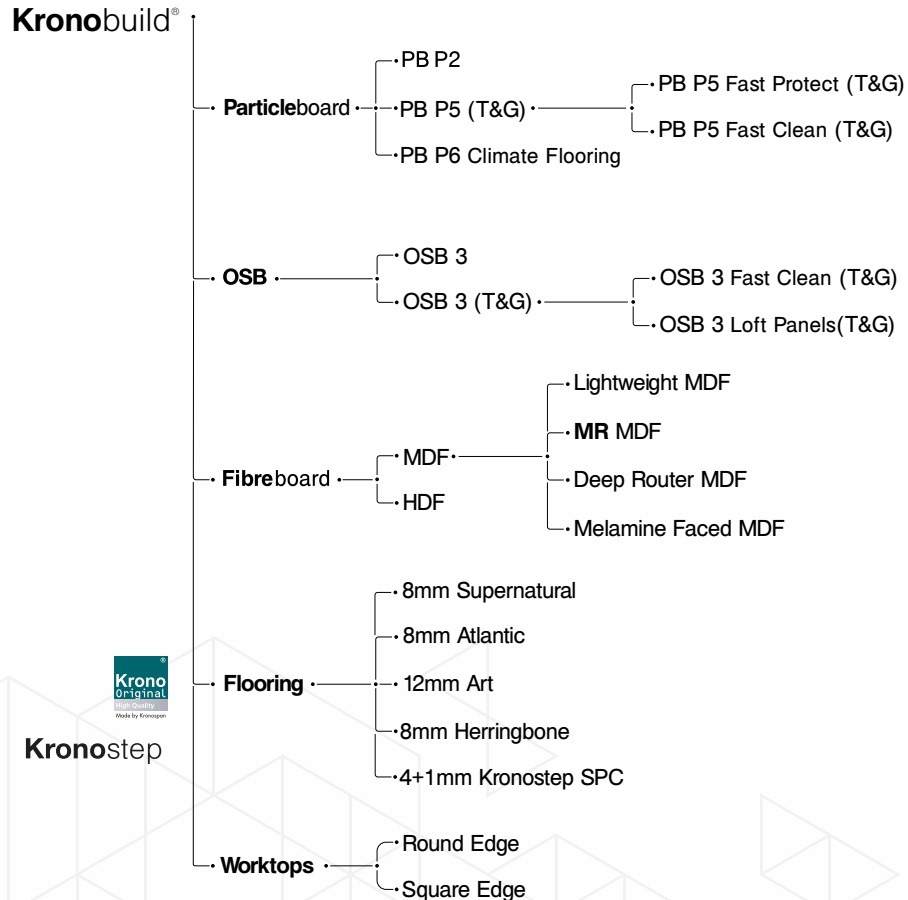 Kronobuild®
Particleboard
PB P2
PB P5 (T&G)
PB P5 Fast Protect (T&G)
PB P5 Fast Clean (T&G)
PB P6 Climate Flooring
OSB
OSB 3
OSB 3 (T&G)
OSB 3 Fast Clean (T&G)
OSB 3 Loft Panels(T&G)
Fibreboard
MDF
Lightweight MDF
MR MDF
Deep Router MDF
Melamine Faced MDF
HDF
Krono
Original
®
High Quality
Made by Kronospan
Kronostep
Flooring
8mm Supernatural
8mm Atlantic
12mm Art
8mm Herringbone
4+1mm Kronostep SPC
Worktops
Round Edge
Square Edge